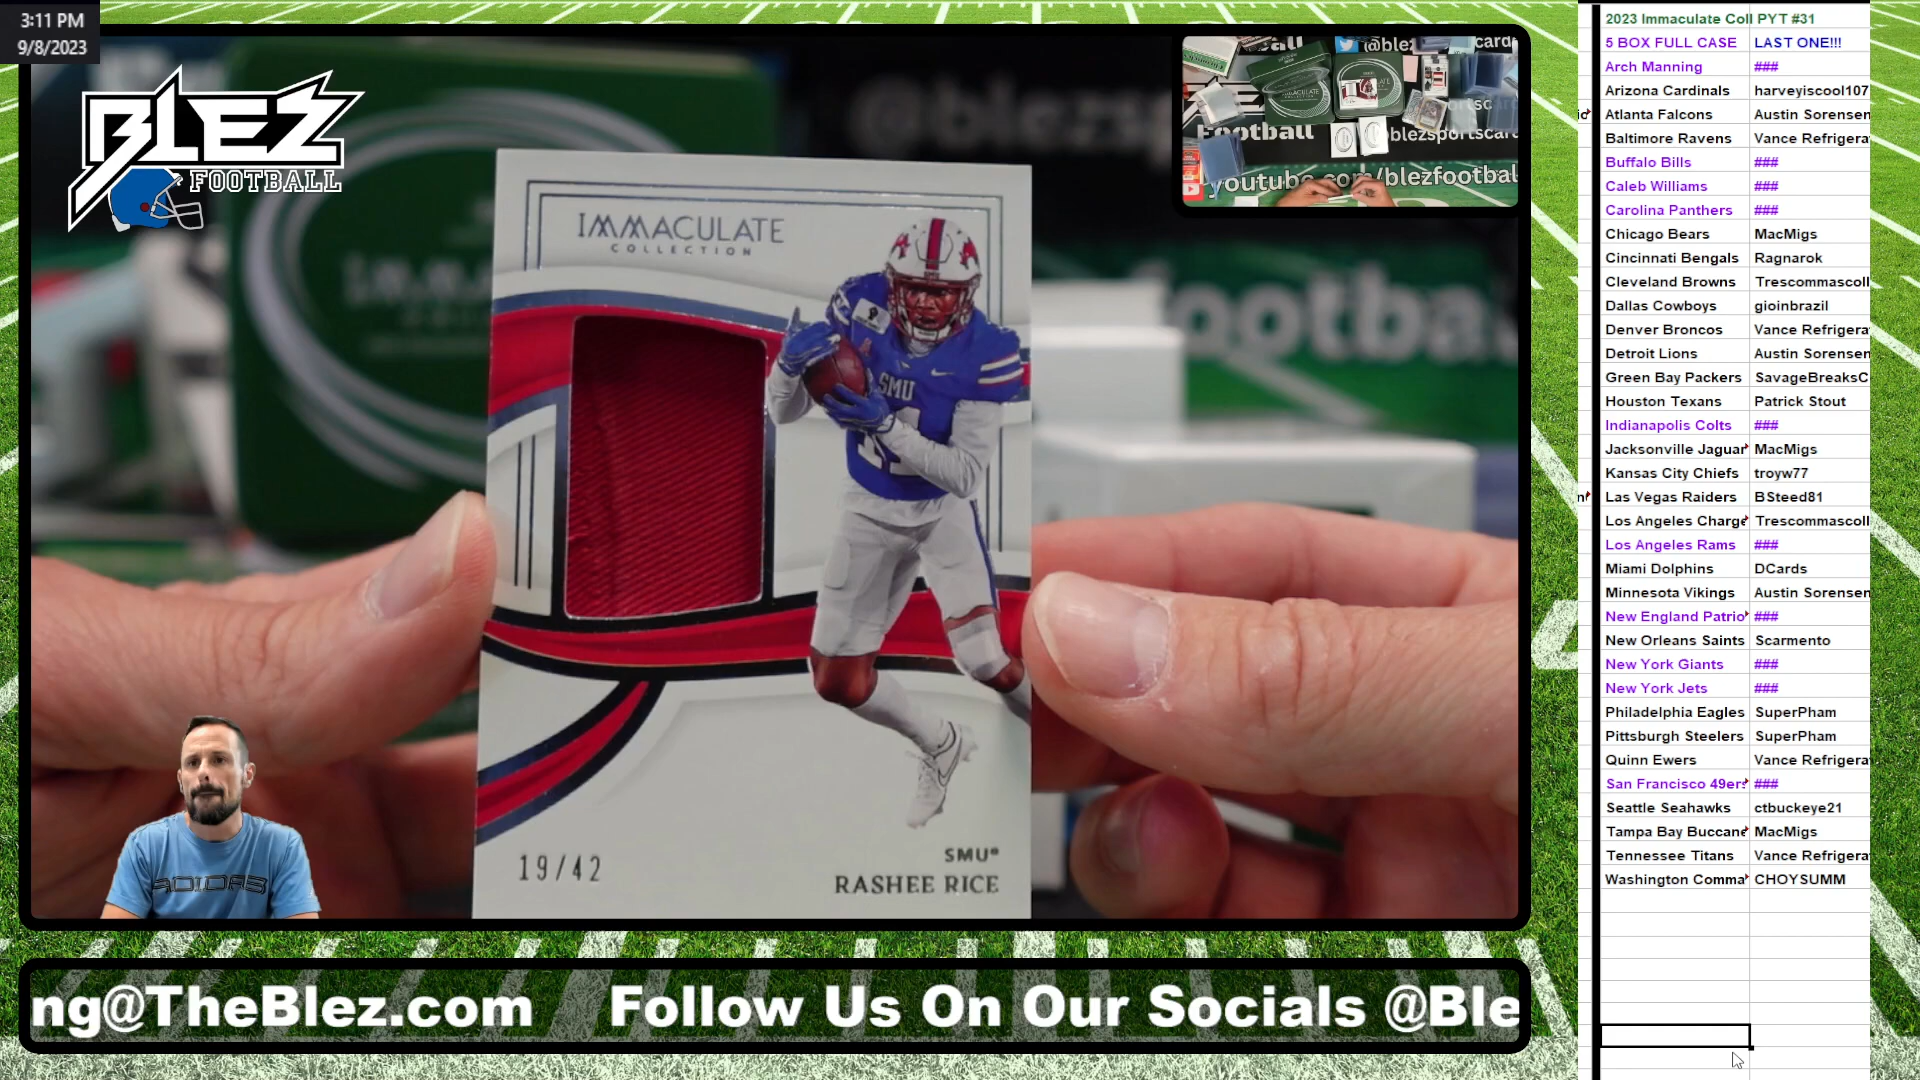 3:11 PM
9/8/2023
BLEZ
FOOTBALL
IMMACULATE
COLLECTION
SMU
19/42
SMU
RASHEE RICE
@blezsp
footba
Football
@blezsportscar
youtube.com/blezfootbal
ng@TheBlez.com Follow Us On Our Socials @Ble
2023 Immaculate Coll PYT #31
5 BOX FULL CASE LAST ONE!!!
Arch Manning ###
Arizona Cardinals harveyiscool107
Atlanta Falcons Austin Sorensen
Baltimore Ravens Vance Refrigera
Buffalo Bills ###
Caleb Williams ###
Carolina Panthers ###
Chicago Bears MacMigs
Cincinnati Bengals Ragnarok
Cleveland Browns Trescommascoll
Dallas Cowboys gioinbrazil
Denver Broncos Vance Refrigera
Detroit Lions Austin Sorensen
Green Bay Packers SavageBreaksC
Houston Texans Patrick Stout
Indianapolis Colts ###
Jacksonville Jaguar MacMigs
Kansas City Chiefs troyw77
Las Vegas Raiders BSteed81
Los Angeles Charge Trescommascoll
Los Angeles Rams ###
Miami Dolphins DCards
Minnesota Vikings Austin Sorensen
New England Patrio ###
New Orleans Saints Scarmento
New York Giants ###
New York Jets ###
Philadelphia Eagles SuperPham
Pittsburgh Steelers SuperPham
Quinn Ewers Vance Refrigera
San Francisco 49ers ###
Seattle Seahawks ctbuckeye21
Tampa Bay Buccane MacMigs
Tennessee Titans Vance Refrigera
Washington Comma CHOYSUMM